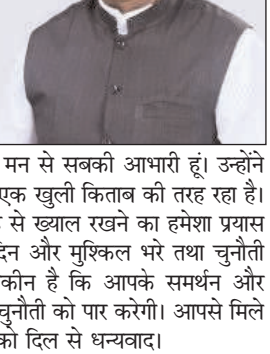 मन से सबकी आभारी हूं। उन्होंने
एक खुली किताब की तरह रहा है।
से ख्याल रखने का हमेशा प्रयास
दिन और मुश्किल भरे तथा चुनौती
कीन है कि आपके समर्थन और
चुनौती को पार करेगी। आपसे मिले
को दिल से धन्यवाद।